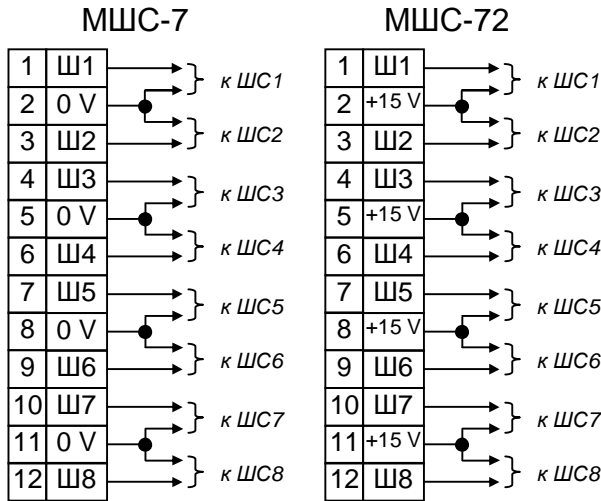 МШС-7
1 Ш1
к ШС1
2 0 V
к ШС2
3 Ш2
4 Ш3
к ШС3
5 0 V
к ШС4
6 Ш4
7 Ш5
к ШС5
8 0 V
к ШС6
9 Ш6
10 Ш7
к ШС7
11 0 V
к ШС8
12 Ш8
МШС-72
1 Ш1
к ШС1
2 +15 V
к ШС2
3 Ш2
4 Ш3
к ШС3
5 +15 V
к ШС4
6 Ш4
7 Ш5
к ШС5
8 +15 V
к ШС6
9 Ш6
10 Ш7
к ШС7
11 +15 V
к ШС8
12 Ш8